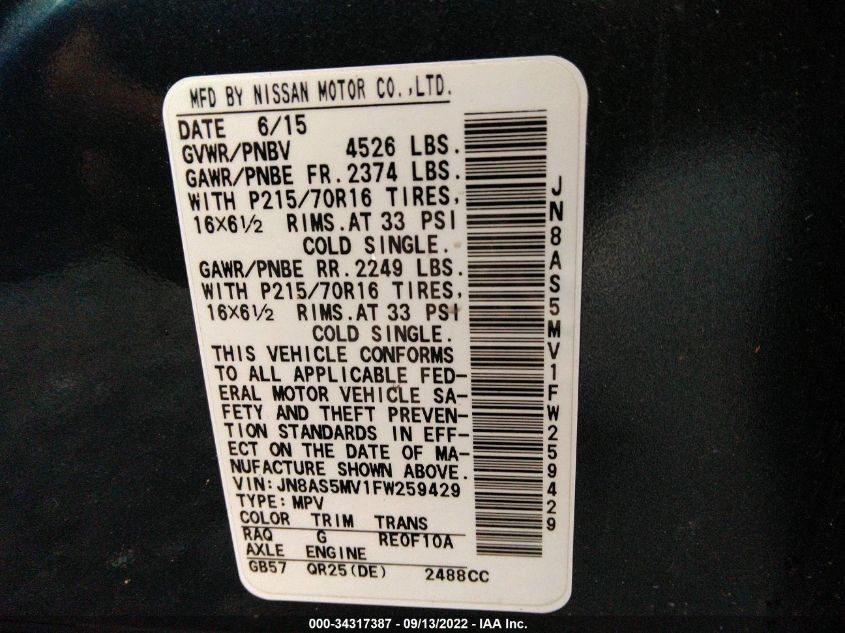 MFD BY NISSAN MOTOR CO.,LTD.
DATE 6/15
GVWR/PNBV 4526 LBS.
GAWR/PNBE FR.2374 LBS.
WITH P215/70R16 TIRES,
16X6½ RIMS.AT 33 PSI
COLD SINGLE.
GAWR/PNBE RR.2249 LBS.
WITH P215/70R16 TIRES,
16X6½ RIMS.AT 33 PSI
COLD SINGLE.
THIS VEHICLE CONFORMS
TO ALL APPLICABLE FED-
ERAL MOTOR VEHICLE SA-
FETY AND THEFT PREVEN-
TION STANDARDS IN EFF-
ECT ON THE DATE OF MA-
NUFACTURE SHOWN ABOVE.
VIN:JN8AS5MV1FW259429
TYPE:MPV
COLOR TRIM TRANS
RAQ G RE0F10A
AXLE ENGINE
GB57 QR25(DE) 2488CC
JN8AS5MV1FW259429
000-34317387 - 09/13/2022 - IAA Inc.